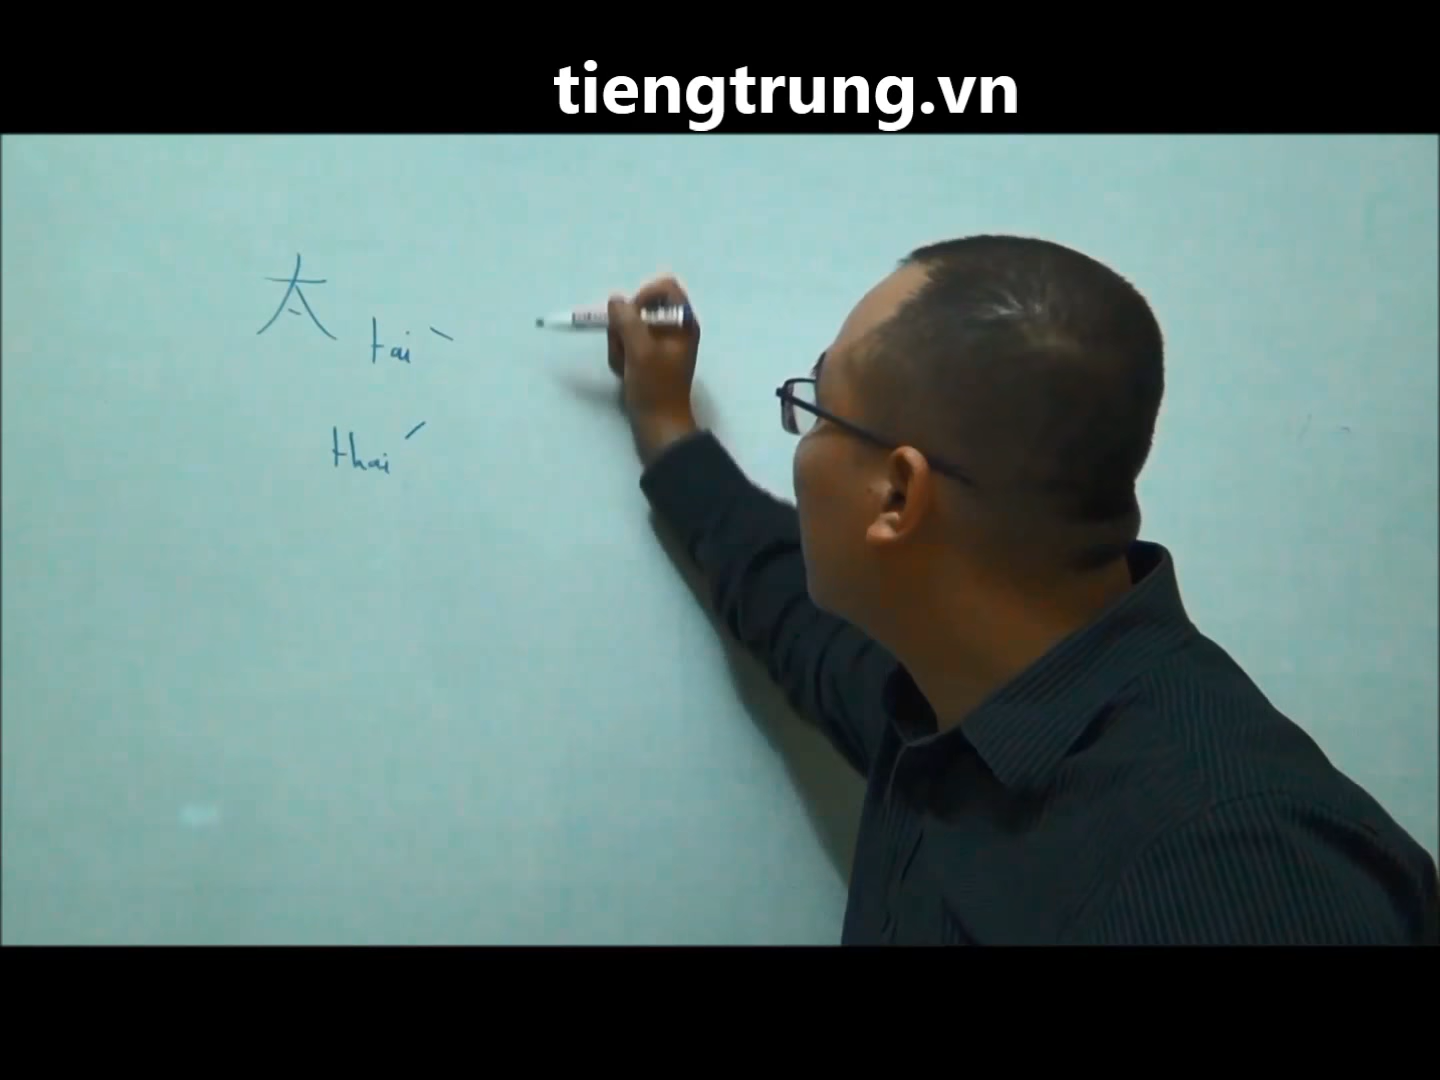 tiengtrung.vn
太 tai ˋ
thai ˊ